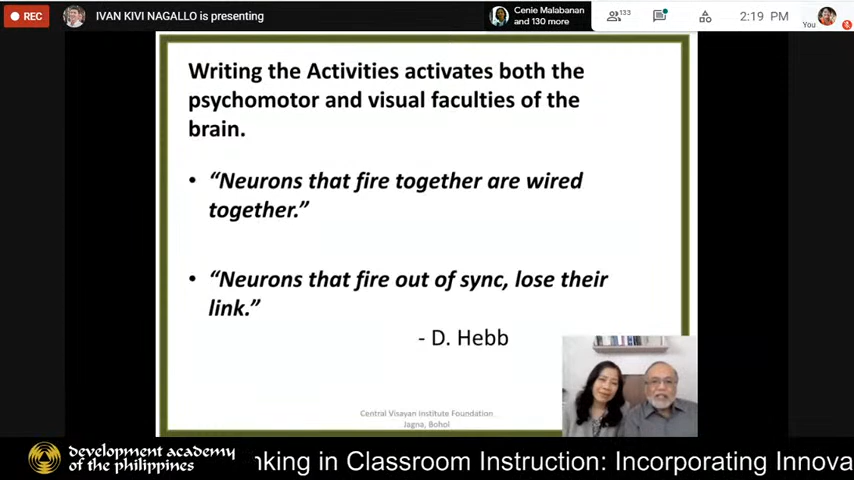 REC
IVAN KIVI NAGALLO is presenting
Cenie Malabanan
and 130 more
133
2:19 PM
You
Writing the Activities activates both the
psychomotor and visual faculties of the
brain.
• “Neurons that fire together are wired
together.”
• “Neurons that fire out of sync, lose their
link.”
- D. Hebb
Central Visayan Institute Foundation
Jagna, Bohol
development academy
of the philippines
nking in Classroom Instruction: Incorporating Innova